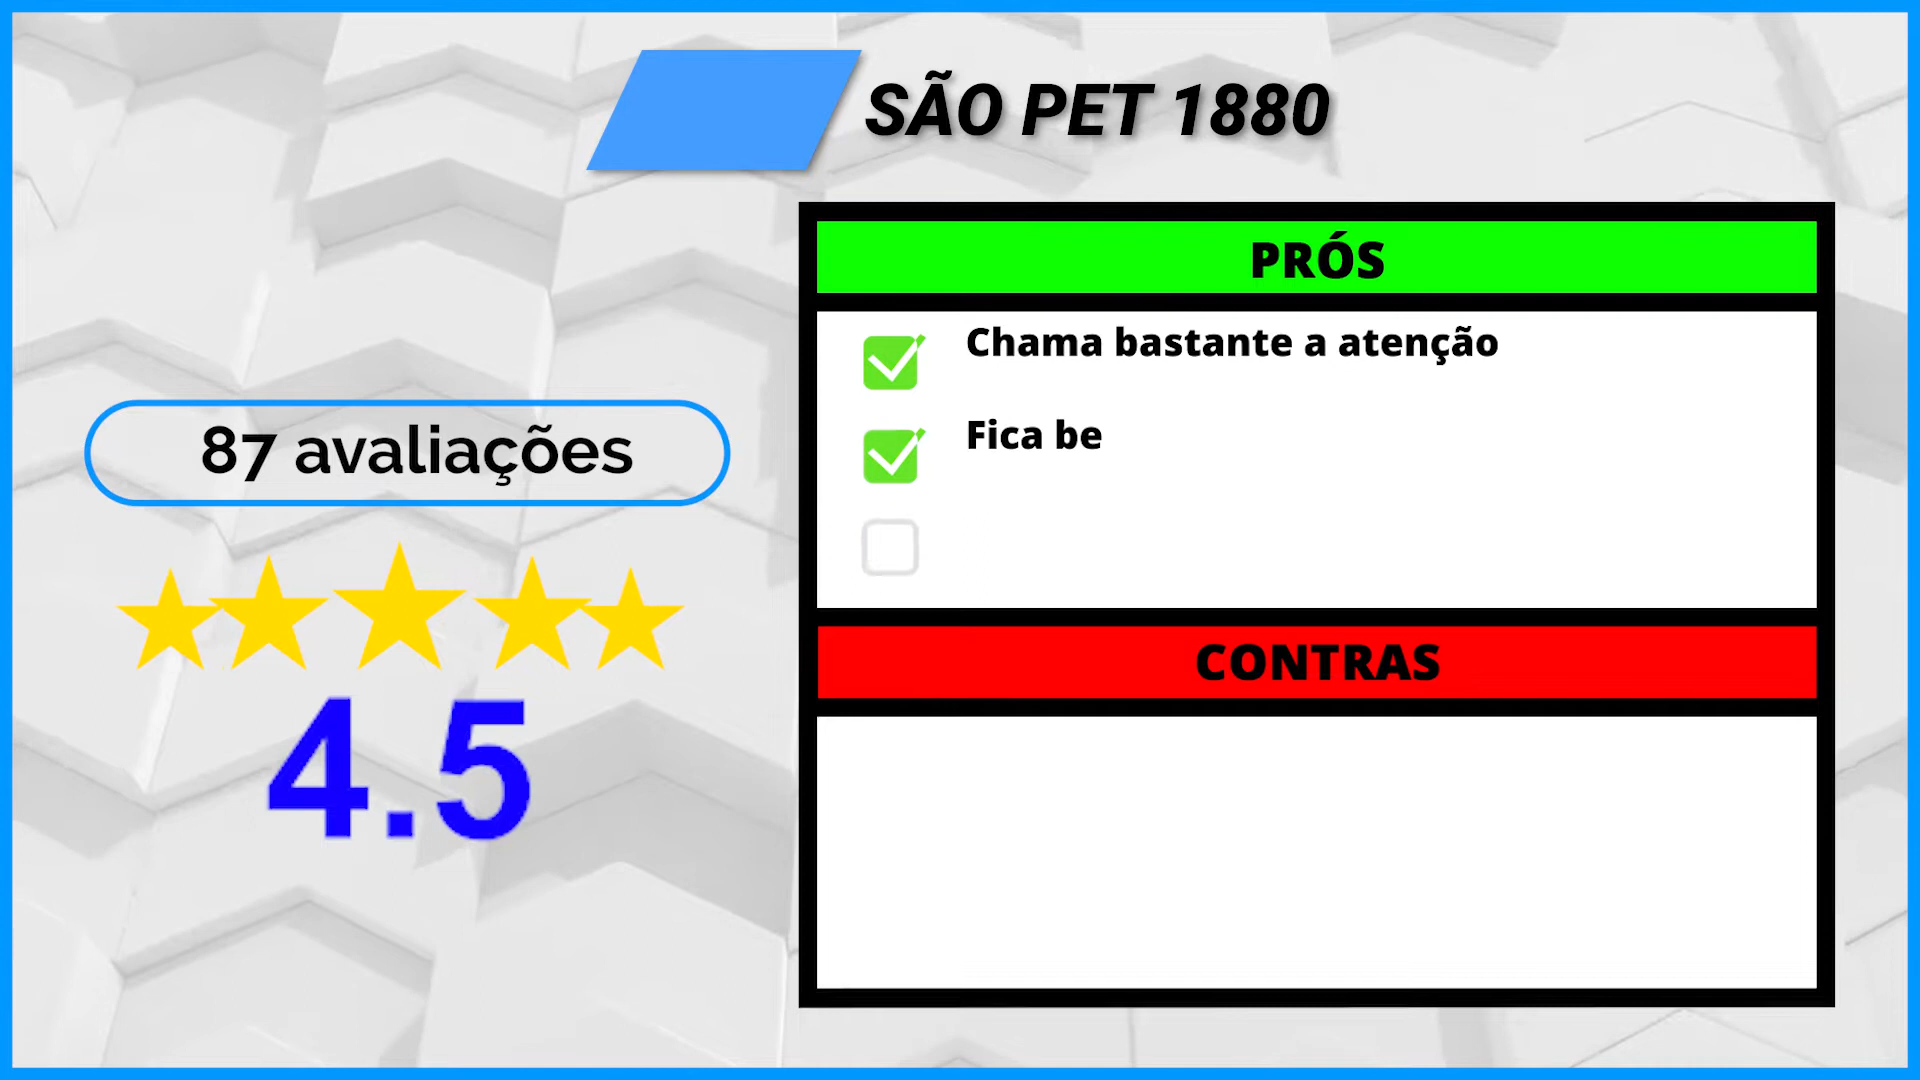 SÃO PET 1880
PRÓS
Chama bastante a atenção
Fica be
87 avaliações
4.5
CONTRAS